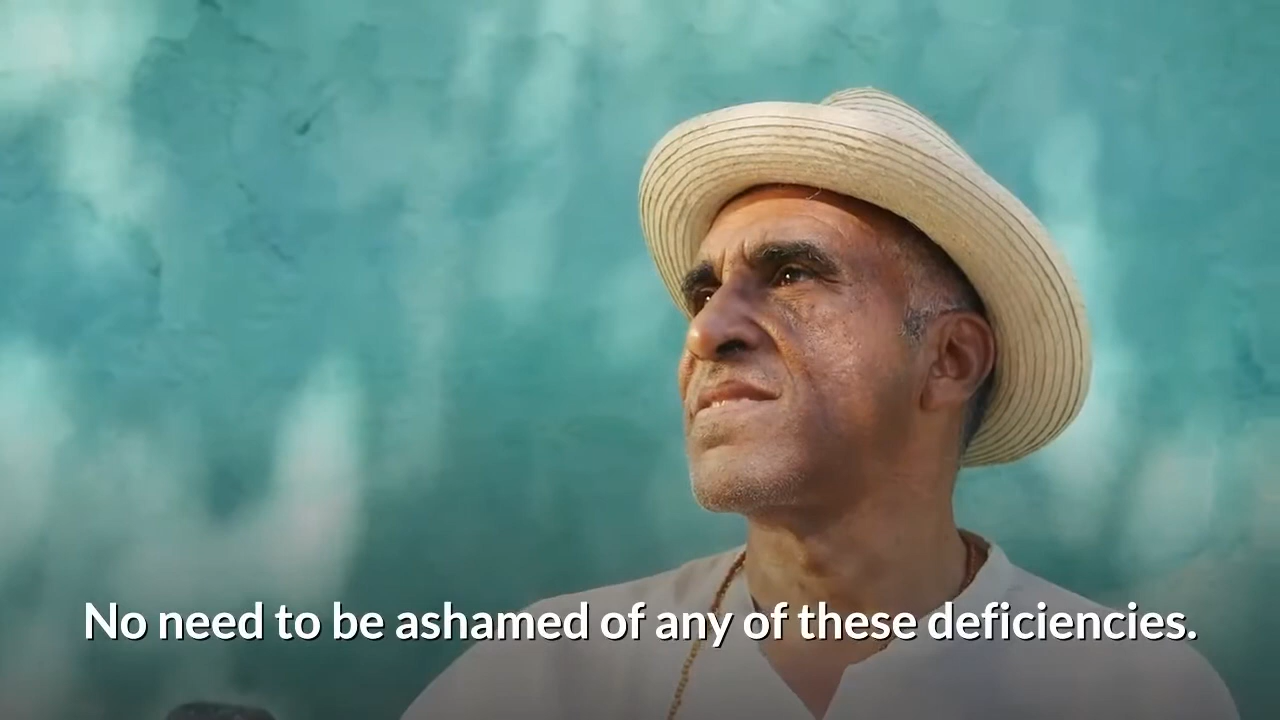 No need to be ashamed of any of these deficiencies.